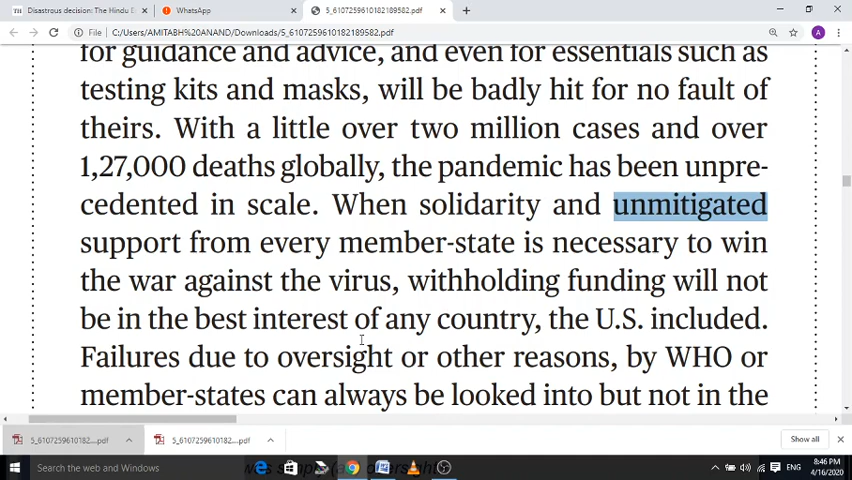 Disastrous decision: The Hindu E
WhatsApp
5_6107259610182189582.pdf
File
C:/Users/AMITABH%20ANAND/Downloads/5_6107259610182189582.pdf
A
for guidance and advice, and even for essentials such as
testing kits and masks, will be badly hit for no fault of
theirs. With a little over two million cases and over
1,27,000 deaths globally, the pandemic has been unpre-
cedented in scale. When solidarity and unmitigated
support from every member-state is necessary to win
the war against the virus, withholding funding will not
be in the best interest of any country, the U.S. included.
Failures due to oversight or other reasons, by WHO or
member-states can always be looked into but not in the
5_6107259610182....pdf
5_6107259610182....pdf
Show all
Search the web and Windows
ENG
8:46 PM
4/16/2020